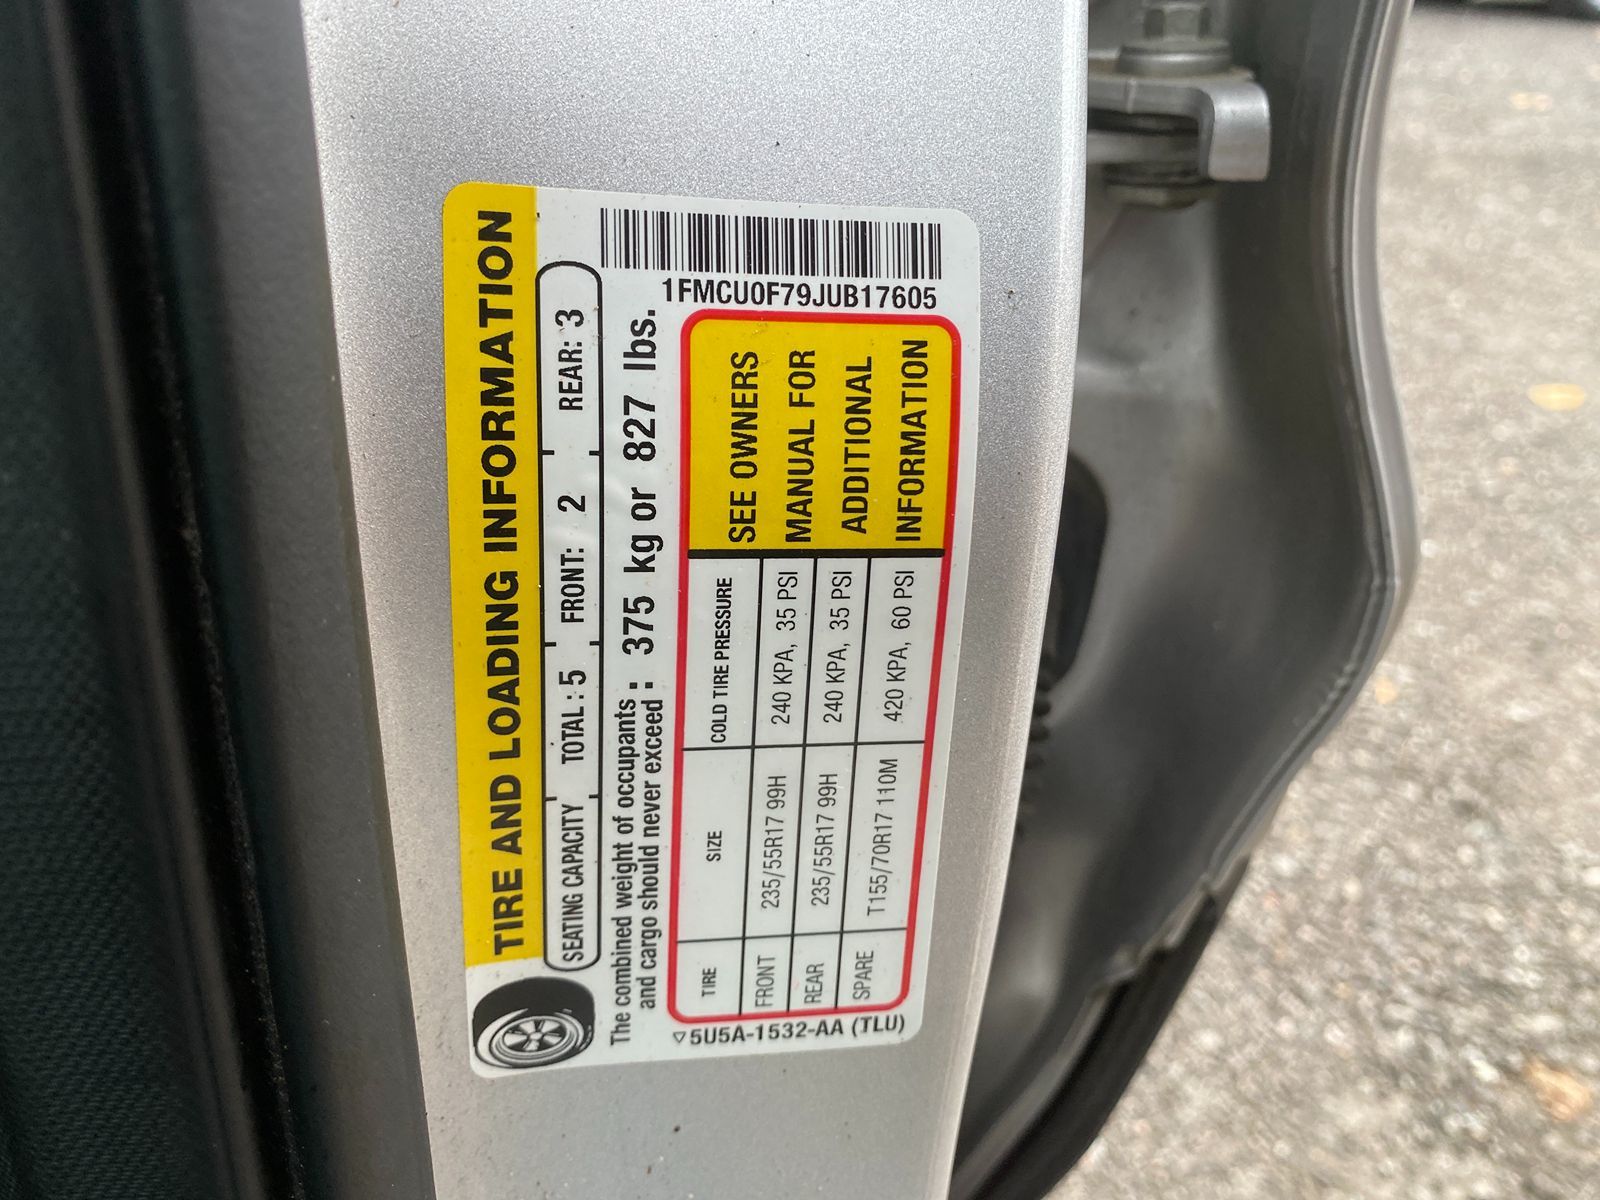 TIRE AND LOADING INFORMATION
SEATING CAPACITY TOTAL : 5 FRONT: 2 REAR: 3
The combined weight of occupants
and cargo should never exceed : 375 kg or 827 lbs.
1FMCU0F79JUB17605
TIRE SIZE COLD TIRE PRESSURE
FRONT 235/55R17 99H 240 KPA, 35 PSI
REAR 235/55R17 99H 240 KPA, 35 PSI
SPARE T155/70R17 110M 420 KPA, 60 PSI
SEE OWNERS
MANUAL FOR
ADDITIONAL
INFORMATION
5U5A-1532-AA (TLU)